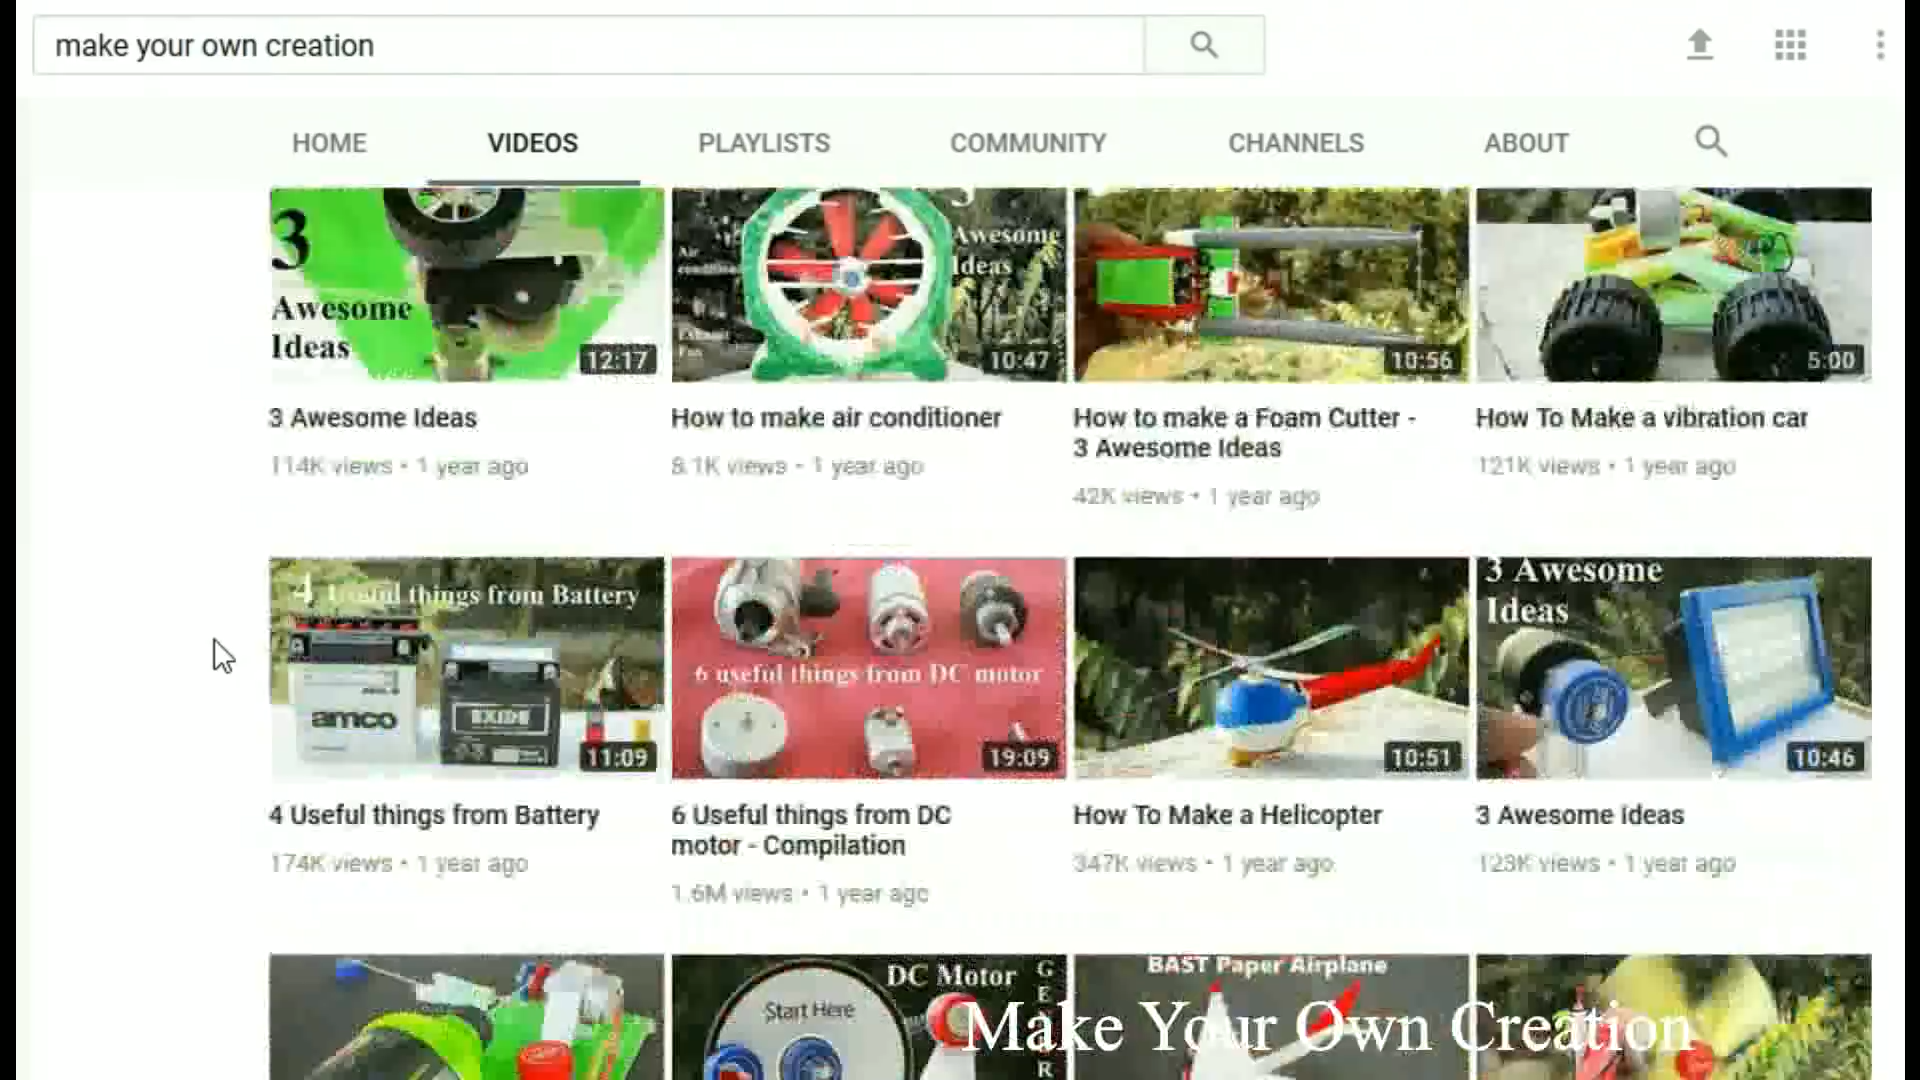 make your own creation
HOME VIDEOS PLAYLISTS COMMUNITY CHANNELS ABOUT
3
Awesome
Ideas
12:17
3
Awesome
Ideas
Air
10:47
10:56
5:00
3 Awesome Ideas
114K views • 1 year ago
How to make air conditioner
8.1K views • 1 year ago
How to make a Foam Cutter -
3 Awesome Ideas
42K views • 1 year ago
How To Make a vibration car
121K views • 1 year ago
4 Useful things from Battery
amco
EXIDE
11:09
6 useful things from DC motor
19:09
10:51
3 Awesome
Ideas
10:46
4 Useful things from Battery
174K views • 1 year ago
6 Useful things from DC
motor - Compilation
1.6M views • 1 year ago
How To Make a Helicopter
347K views • 1 year ago
3 Awesome Ideas
123K views • 1 year ago
Start Here
DC Motor
BAST Paper Airplane
Make Your Own Creation